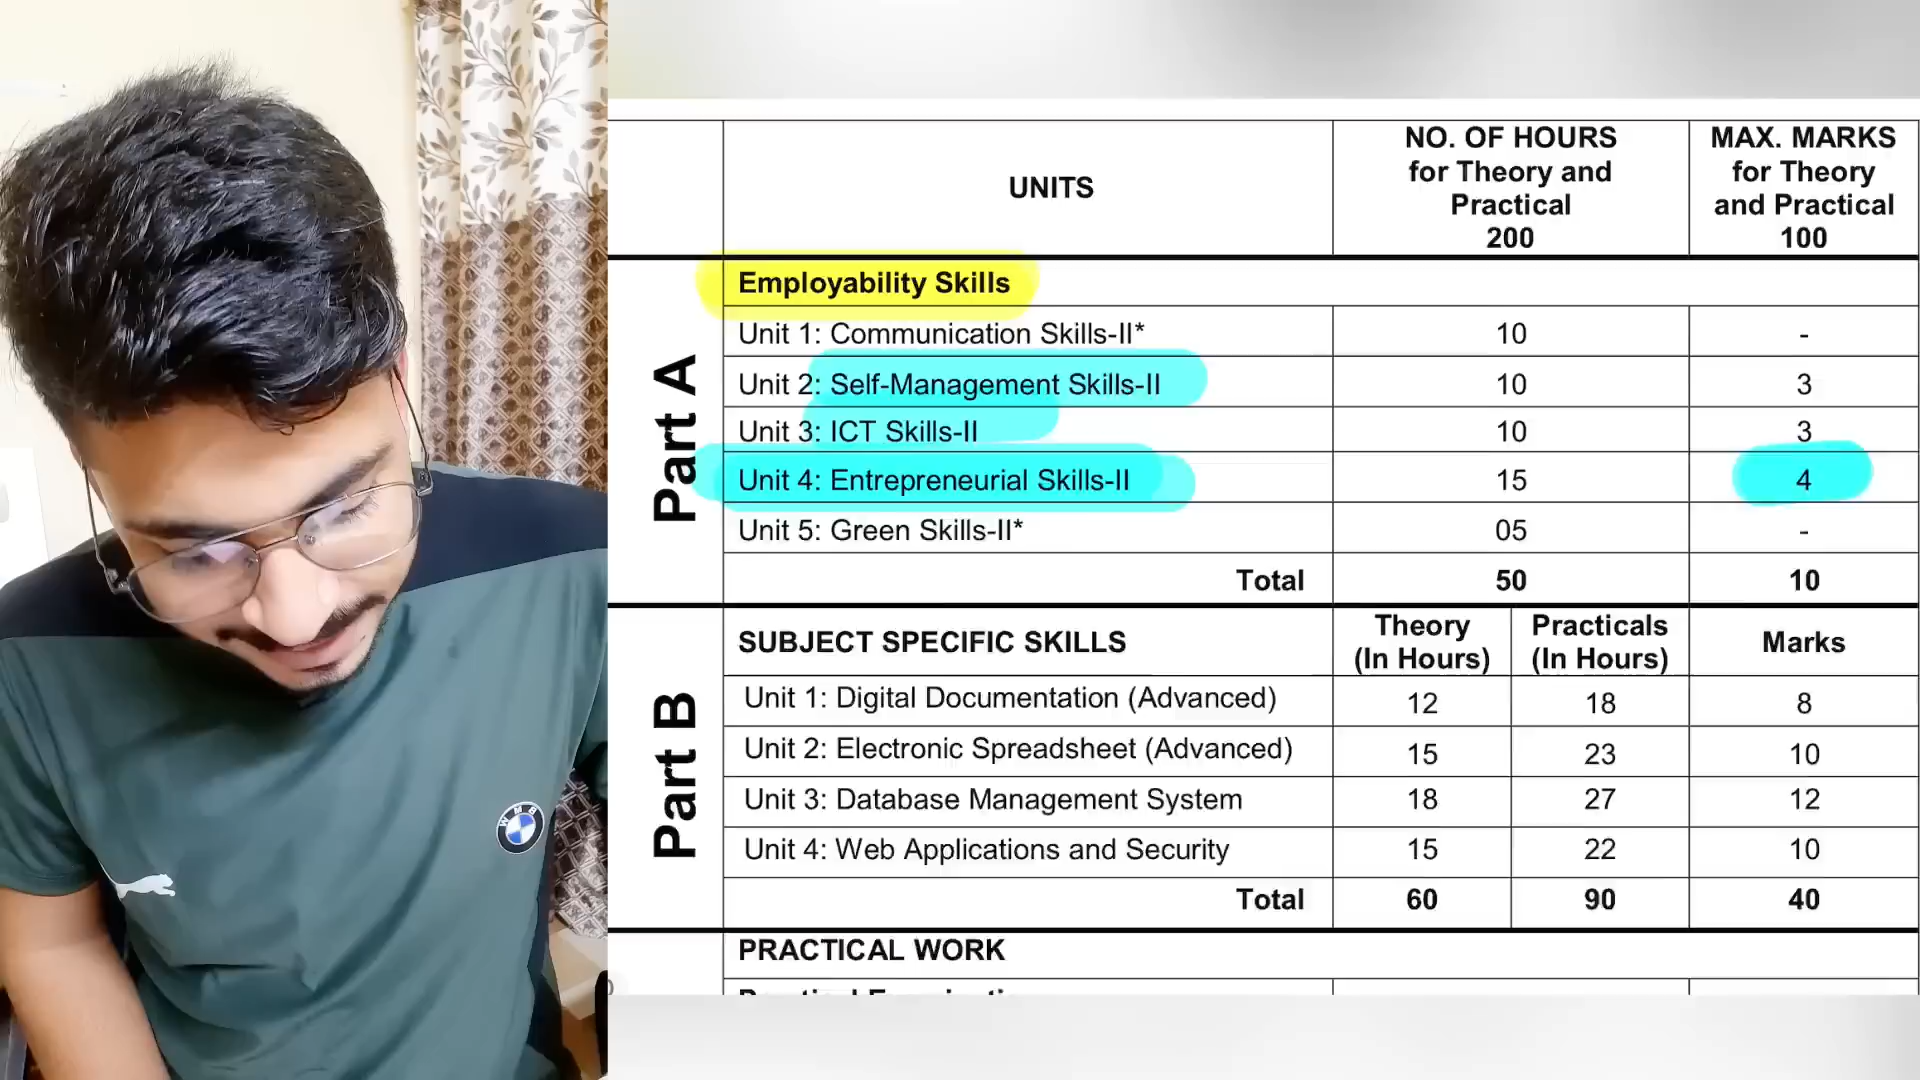 UNITS
NO. OF HOURS
for Theory and
Practical
200
MAX. MARKS
for Theory
and Practical
100
Part A
Employability Skills
Unit 1: Communication Skills-II* 10 -
Unit 2: Self-Management Skills-II 10 3
Unit 3: ICT Skills-II 10 3
Unit 4: Entrepreneurial Skills-II 15 4
Unit 5: Green Skills-II* 05 -
Total 50 10
Part B
SUBJECT SPECIFIC SKILLS
Theory
(In Hours)
Practicals
(In Hours)
Marks
Unit 1: Digital Documentation (Advanced) 12 18 8
Unit 2: Electronic Spreadsheet (Advanced) 15 23 10
Unit 3: Database Management System 18 27 12
Unit 4: Web Applications and Security 15 22 10
Total 60 90 40
PRACTICAL WORK